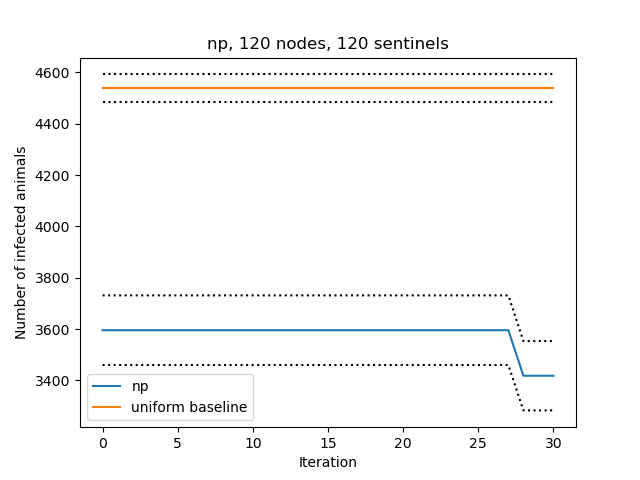 np, 120 nodes, 120 sentinels
4600
4400
4200
4000
3800
3600
3400
Number of infected animals
np
uniform baseline
0 5 10 15 20 25 30
Iteration